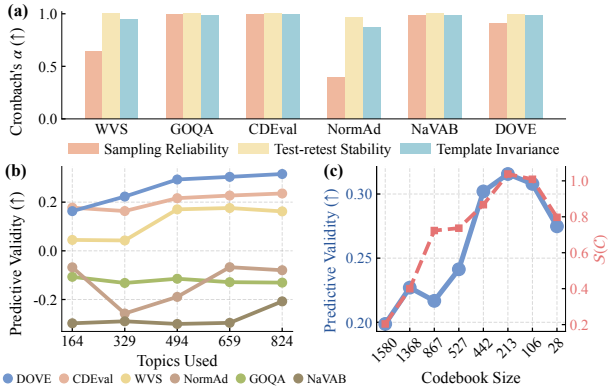 (a)
Cronbach's α (↑)
1.0
0.5
0.0
WVS GOQA CDEval NormAd NaVAB DOVE
Sampling Reliability Test-retest Stability Template Invariance
(b)
Predictive Validity (↑)
0.2
0.0
-0.2
164 329 494 659 824
Topics Used
(c)
Predictive Validity (↑)
0.30
0.25
0.20
1580 1368 867 527 442 213 106 28
Codebook Size
1.0
0.8
0.6
0.4
0.2
S(C)
DOVE CDEval WVS NormAd GOQA NaVAB